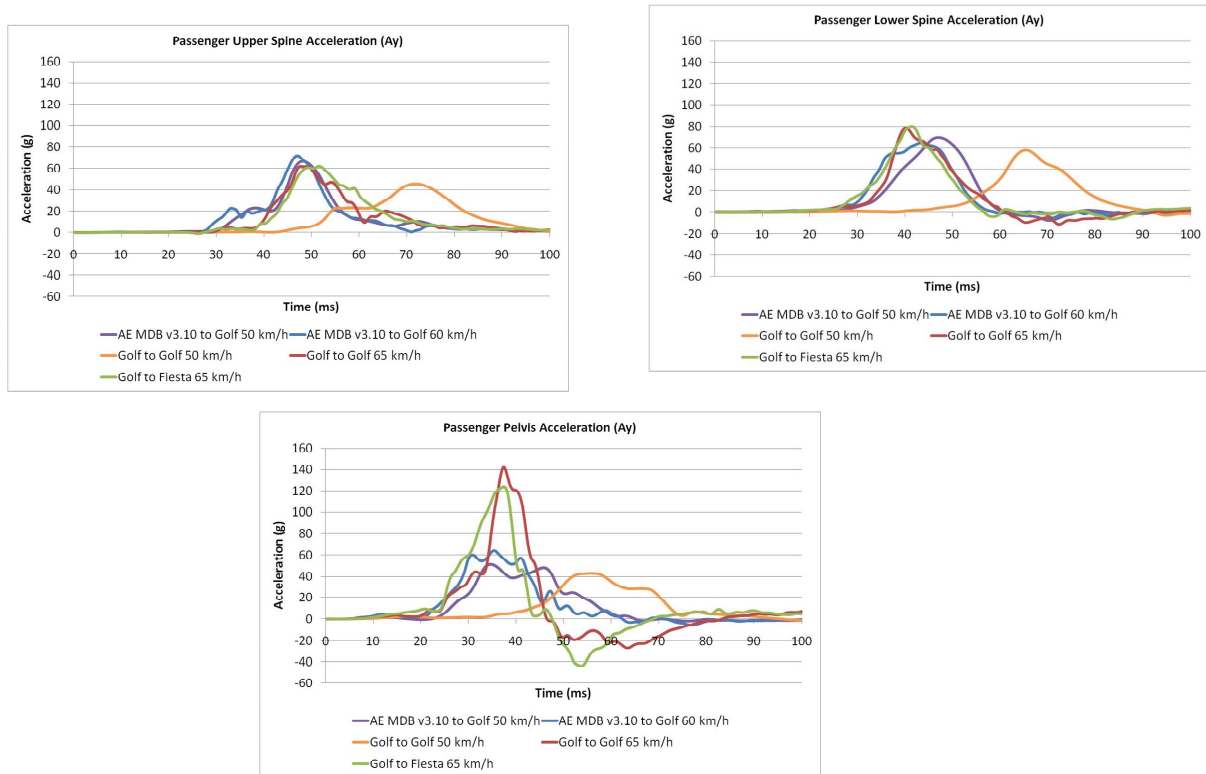 Passenger Upper Spine Acceleration (Ay)
160
140
120
100
80
60
40
20
0
-20
-40
-60
0 10 20 30 40 50 60 70 80 90 100
Acceleration (g)
Time (ms)
AE MDB v3.10 to Golf 50 km/h AE MDB v3.10 to Golf 60 km/h
Golf to Golf 50 km/h Golf to Golf 65 km/h
Golf to Fiesta 65 km/h
Passenger Lower Spine Acceleration (Ay)
160
140
120
100
80
60
40
20
0
-20
-40
-60
0 10 20 30 40 50 60 70 80 90 100
Acceleration (g)
Time (ms)
AE MDB v3.10 to Golf 50 km/h AE MDB v3.10 to Golf 60 km/h
Golf to Golf 50 km/h Golf to Golf 65 km/h
Golf to Fiesta 65 km/h
Passenger Pelvis Acceleration (Ay)
160
140
120
100
80
60
40
20
0
-20
-40
-60
0 10 20 30 40 50 60 70 80 90 100
Acceleration (g)
Time (ms)
AE MDB v3.10 to Golf 50 km/h AE MDB v3.10 to Golf 60 km/h
Golf to Golf 50 km/h Golf to Golf 65 km/h
Golf to Fiesta 65 km/h